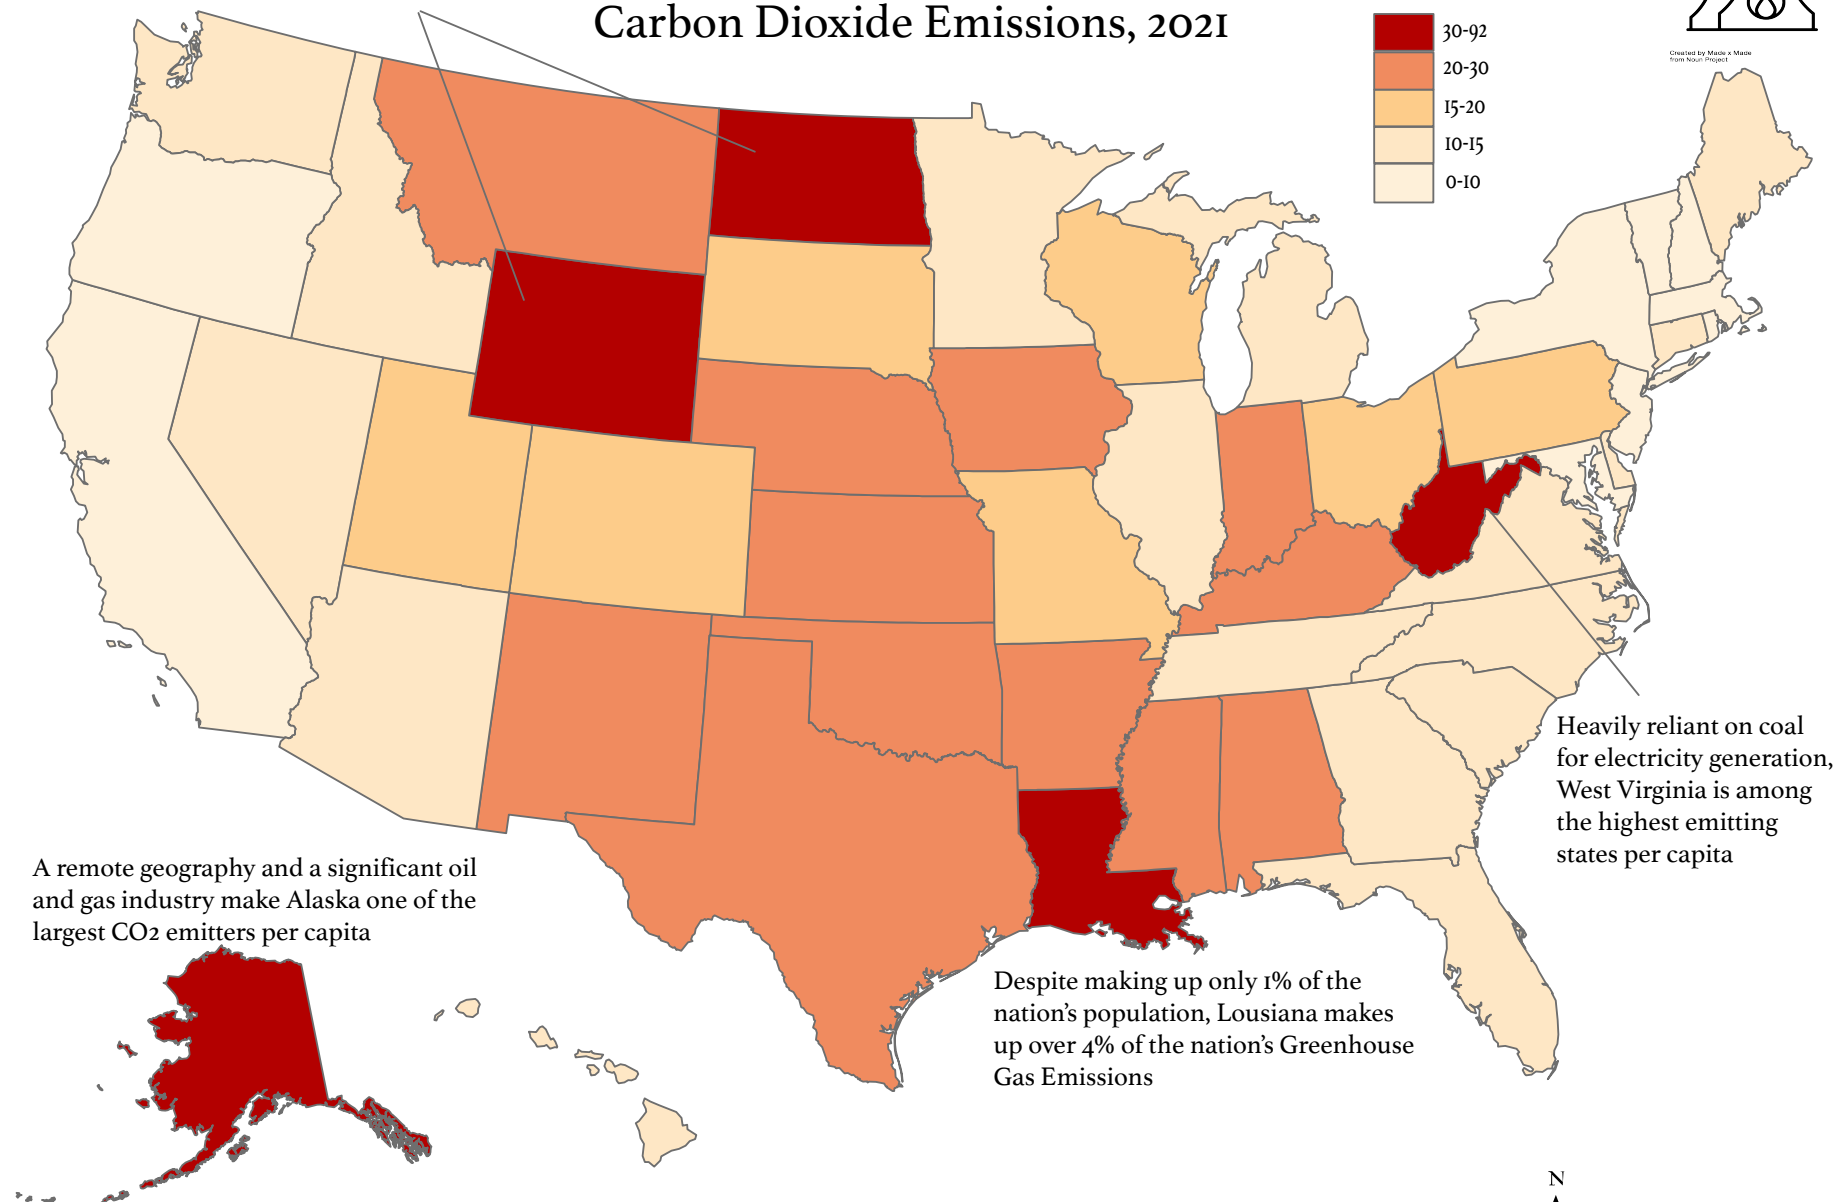 Carbon Dioxide Emissions, 2021
30-92
20-30
15-20
10-15
0-10
Created by Made x Made
from Noun Project
Heavily reliant on coal
for electricity generation,
West Virginia is among
the highest emitting
states per capita
A remote geography and a significant oil
and gas industry make Alaska one of the
largest CO2 emitters per capita
Despite making up only 1% of the
nation's population, Lousiana makes
up over 4% of the nation's Greenhouse
Gas Emissions
N